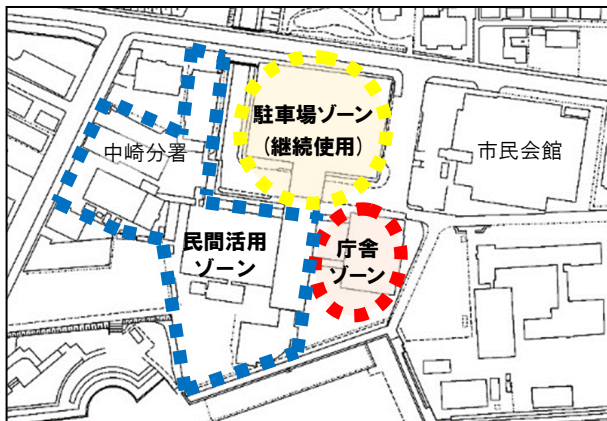 駐車場ゾーン
（継続使用）
中崎分署
市民会館
民間活用
ゾーン
庁舎
ゾーン